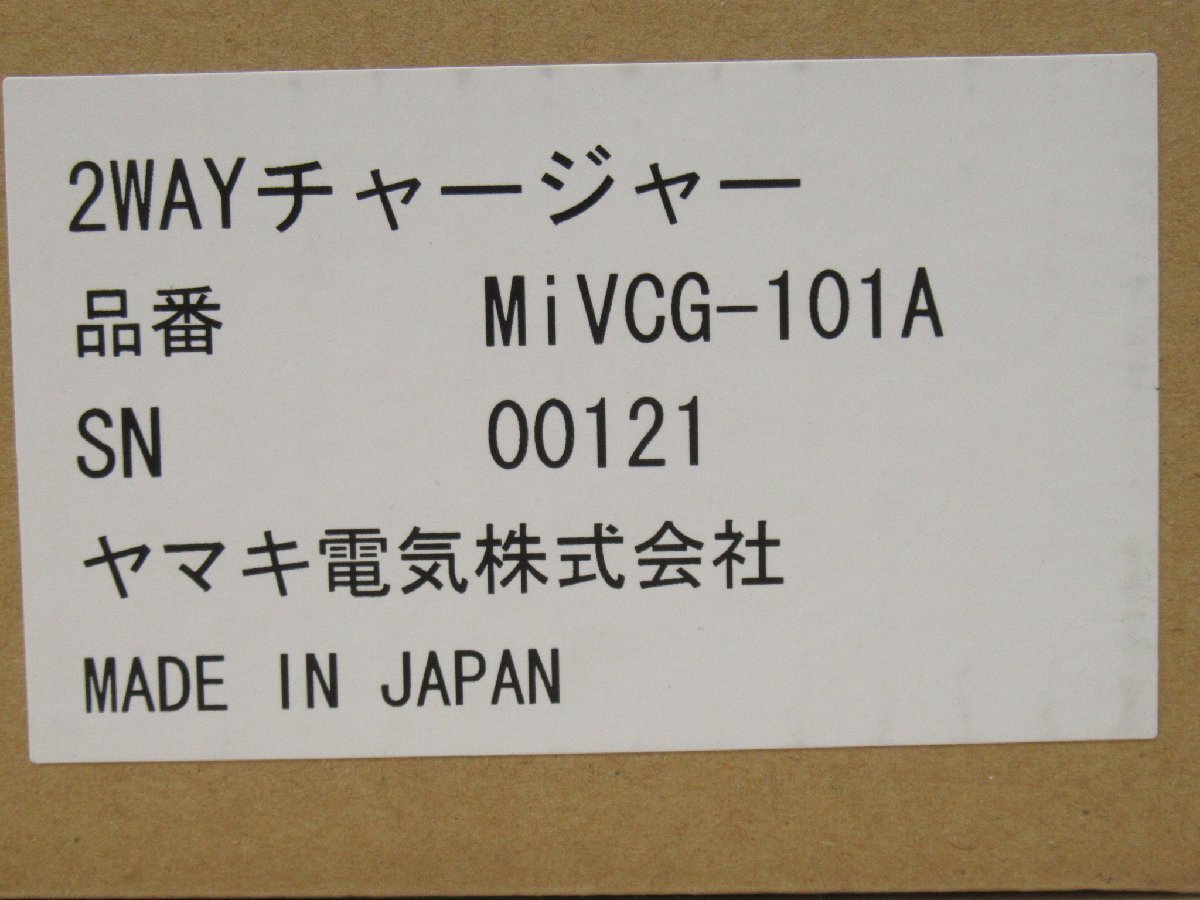 2WAYチャージャー
品番 MiVCG-101A
SN 00121
ヤマキ電気株式会社
MADE IN JAPAN